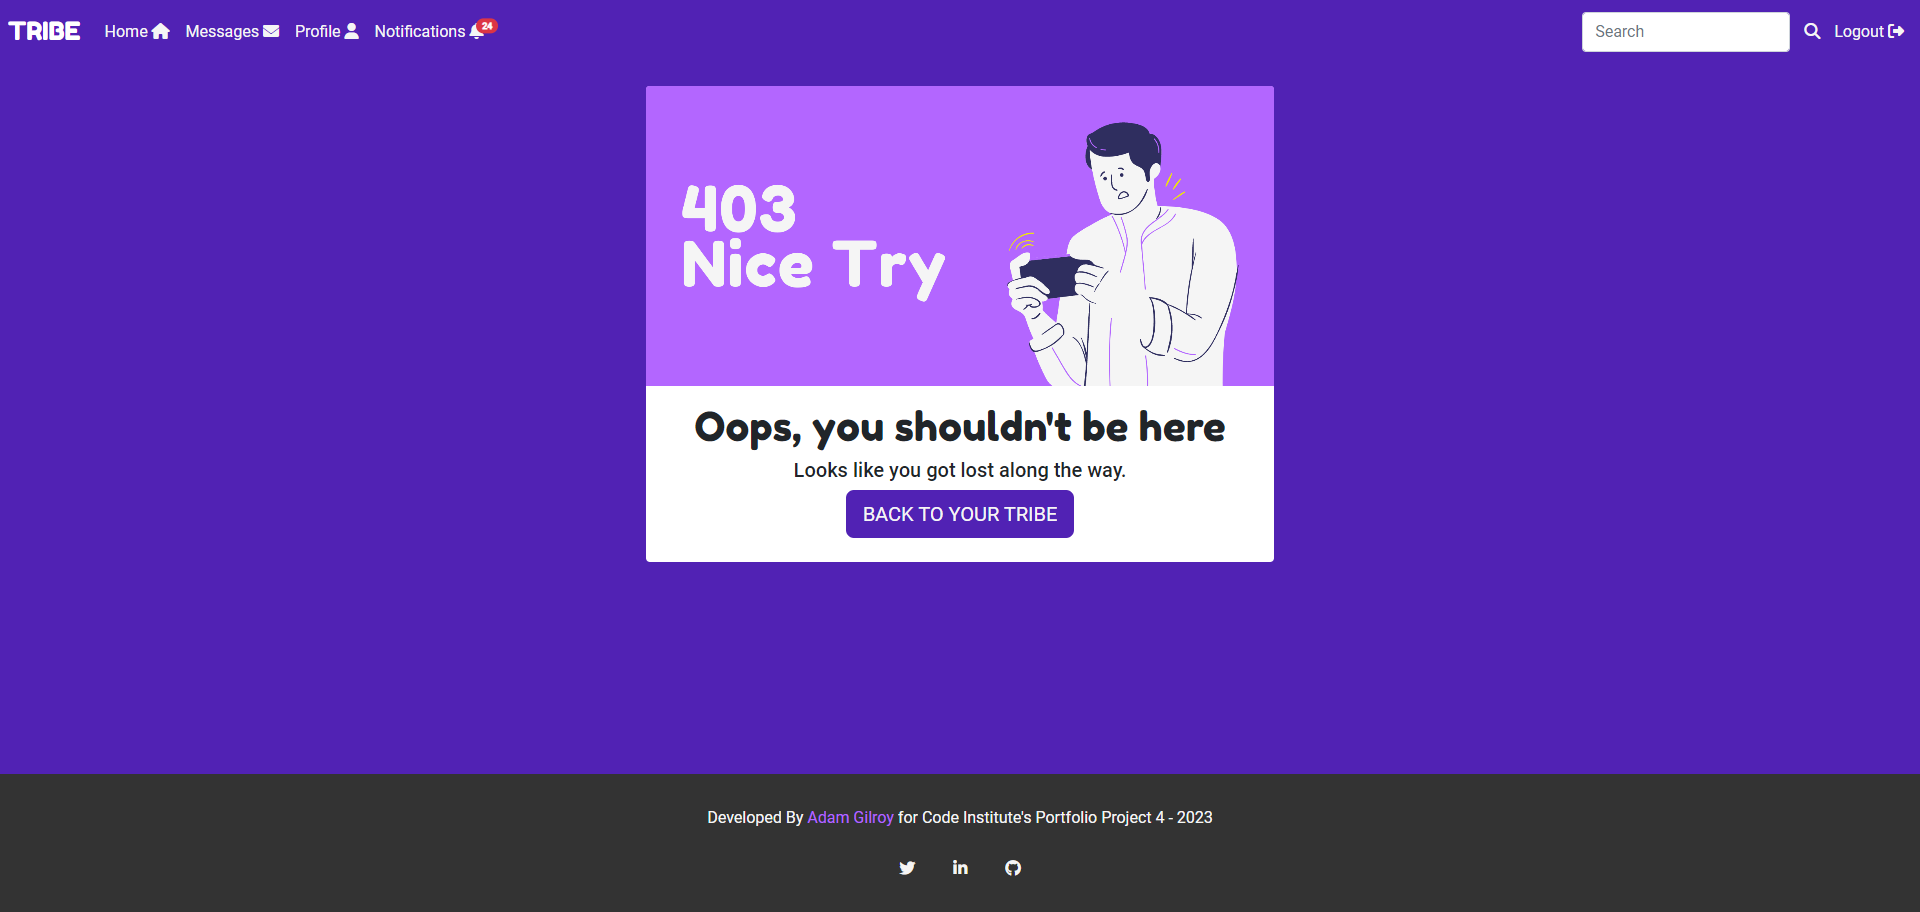 TRIBE Home Messages Profile Notifications 24 Search Logout
403
Nice Try
Oops, you shouldn't be here
Looks like you got lost along the way.
BACK TO YOUR TRIBE
Developed By Adam Gilroy for Code Institute's Portfolio Project 4 - 2023